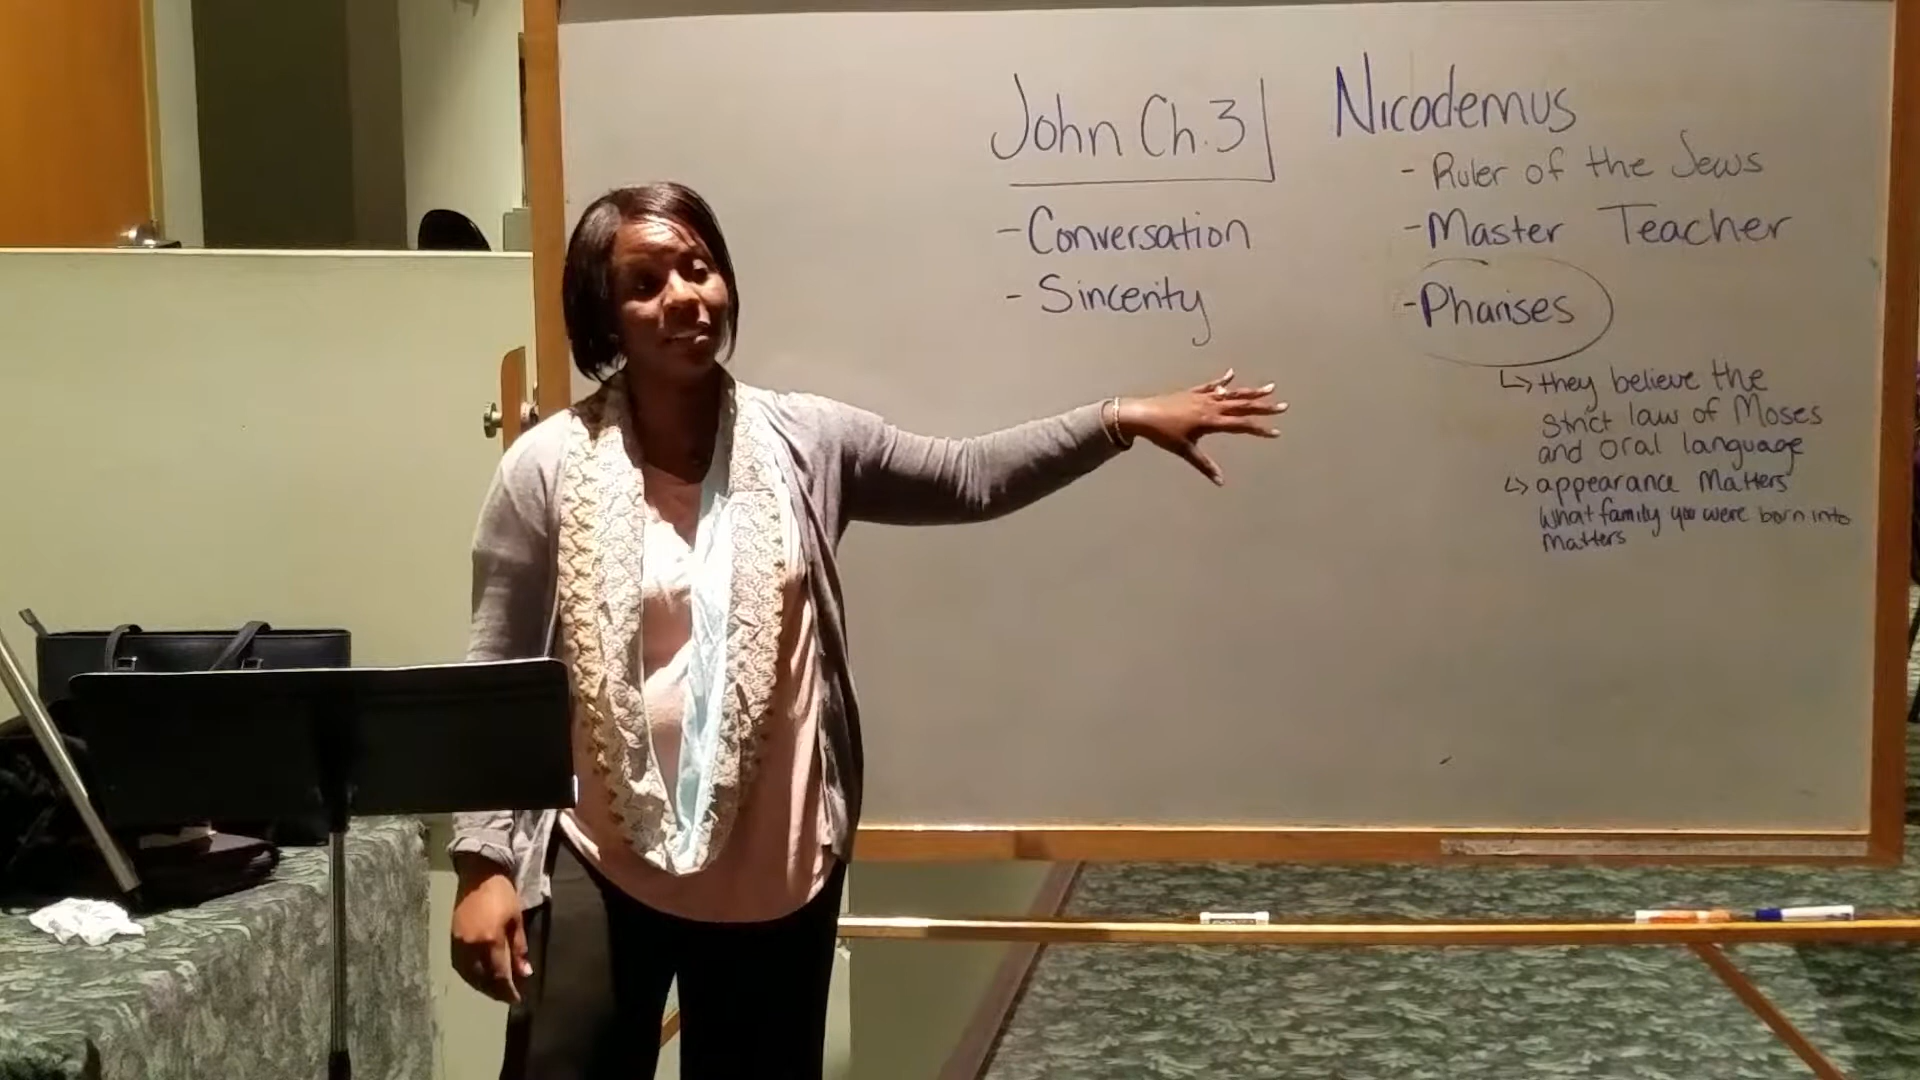 John Ch.3
- Conversation
- Sincerity
Nicodemus
- Ruler of the Jews
- Master Teacher
- Pharises
↳ they believe the
strict law of Moses
and oral language
↳ appearance Matters
What family you were born into
Matters